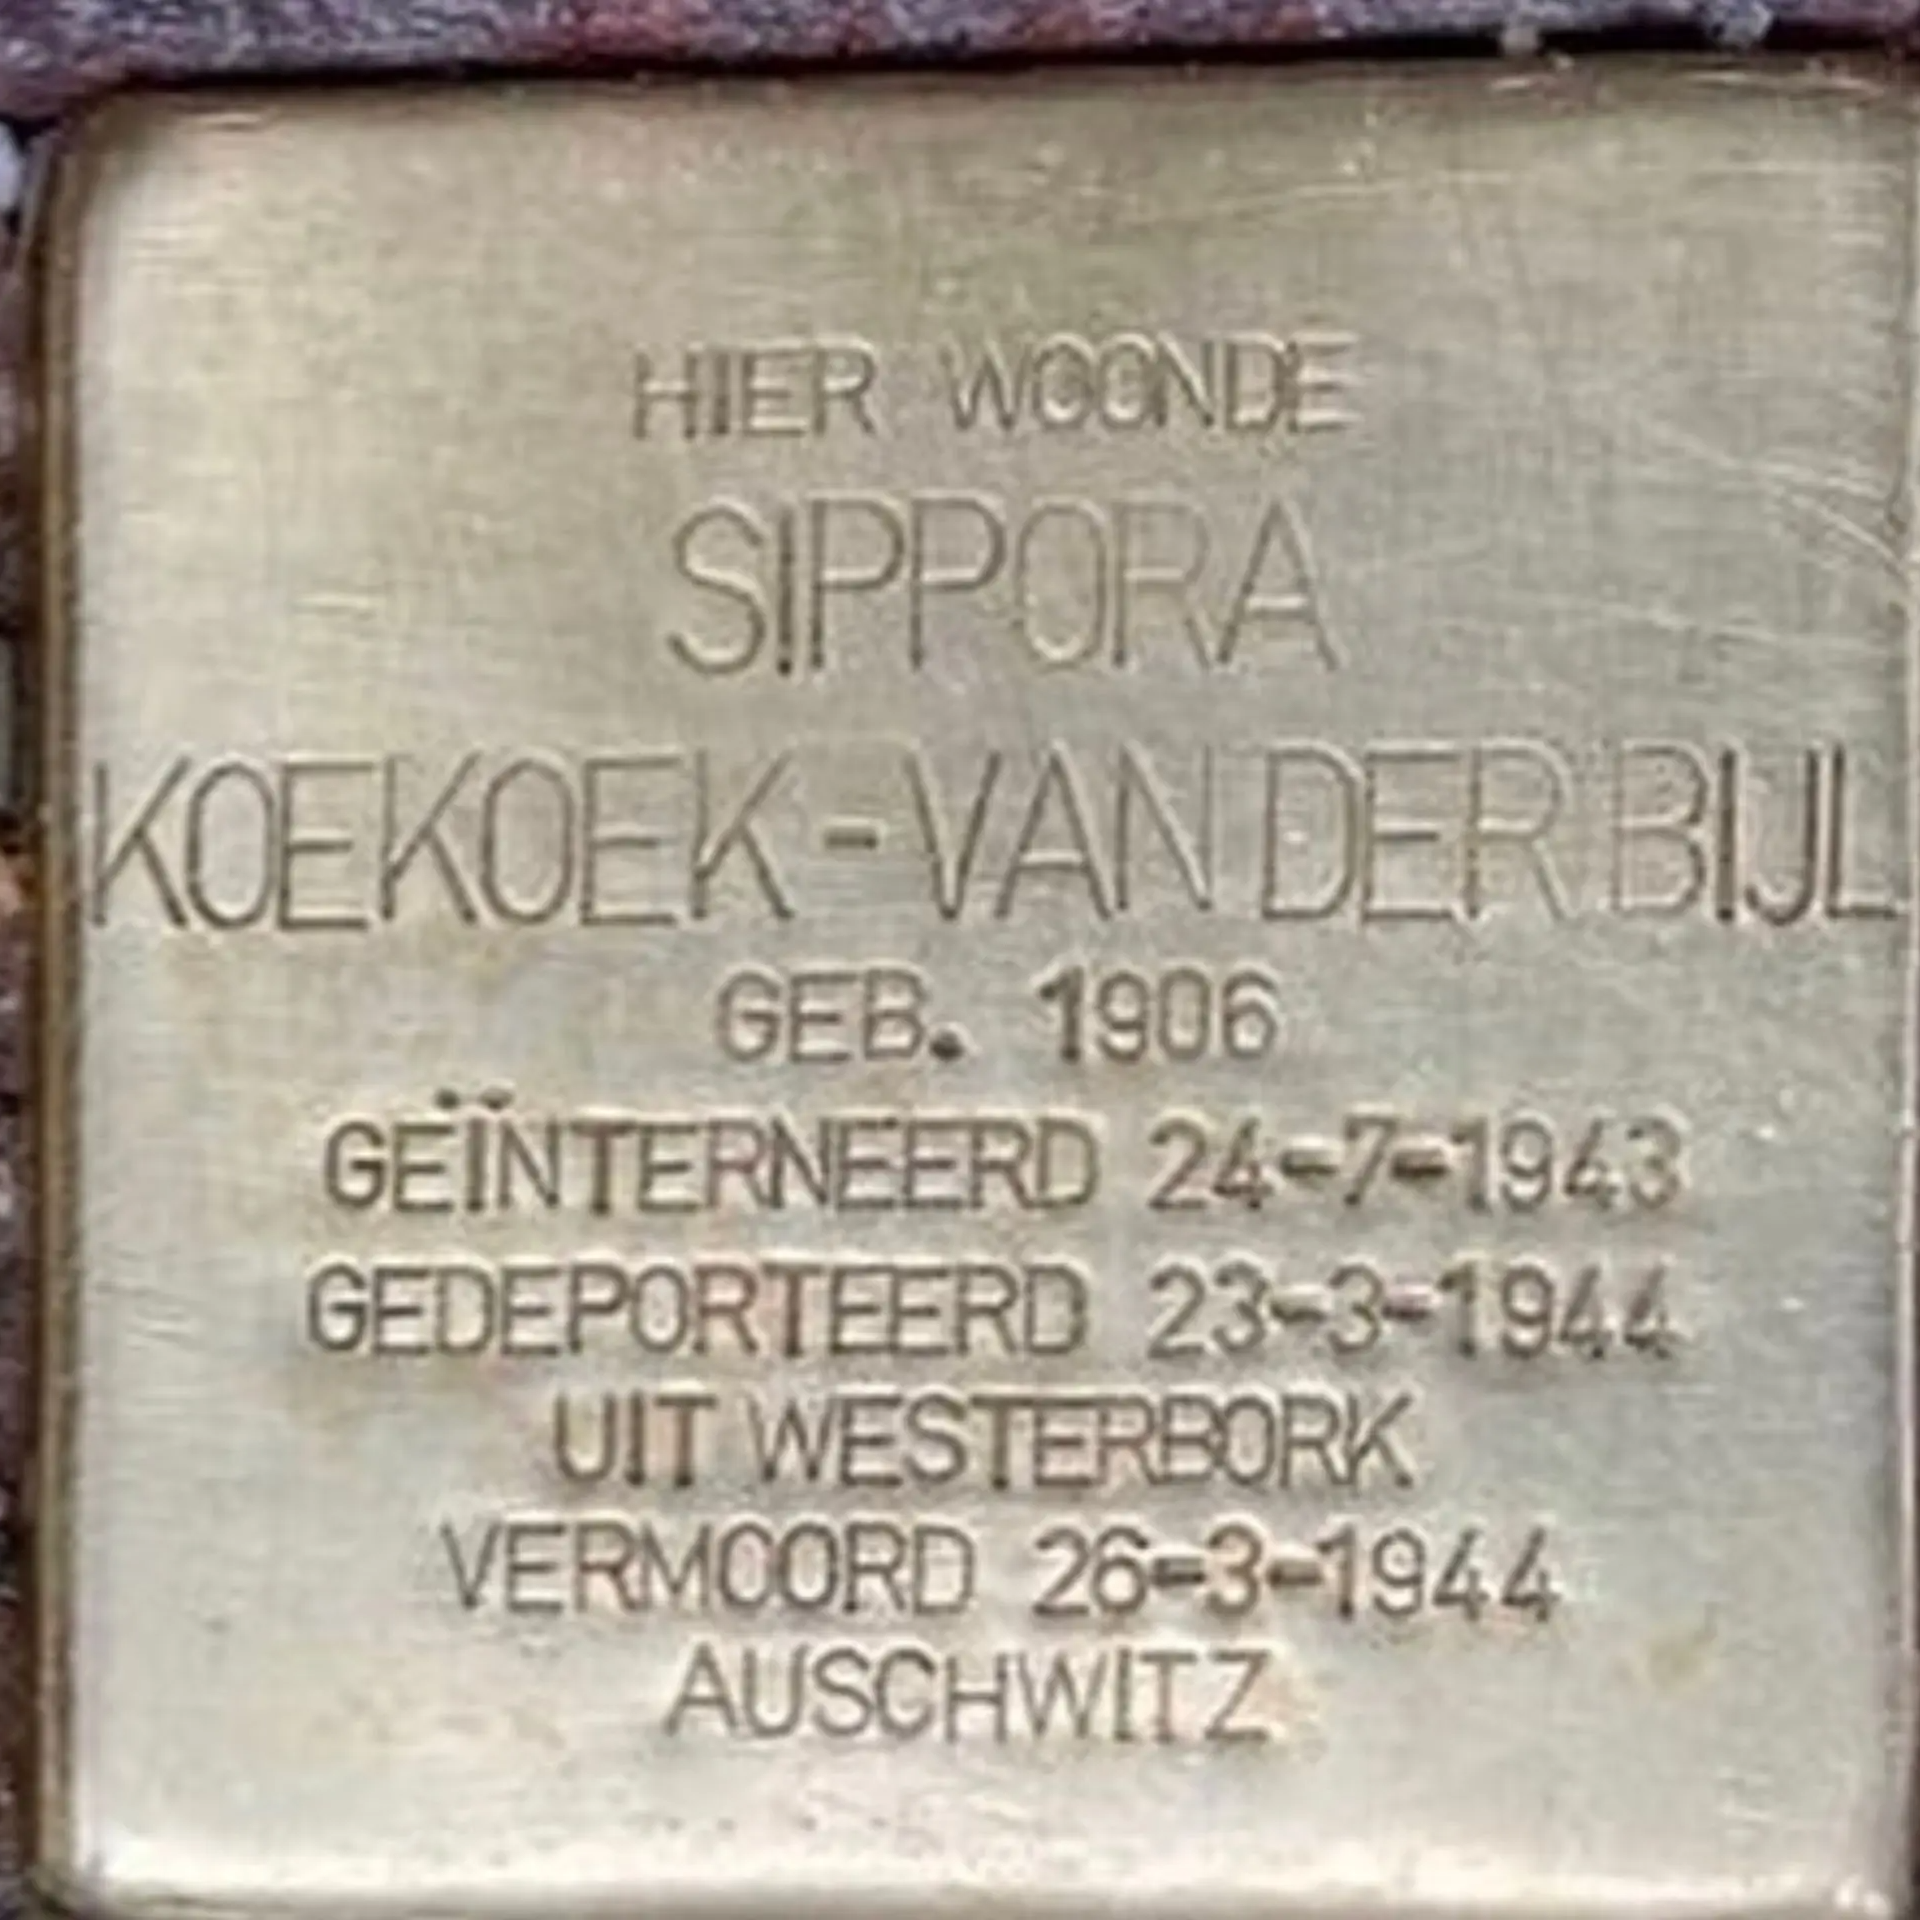 HIER WOONDE
SIPPORA
KOEKOEK-VAN DER BIJL
GEB. 1906
GEÏNTERNEERD 24-7-1943
GEDEPORTEERD 23-3-1944
UIT WESTERBORK
VERMOORD 26-3-1944
AUSCHWITZ